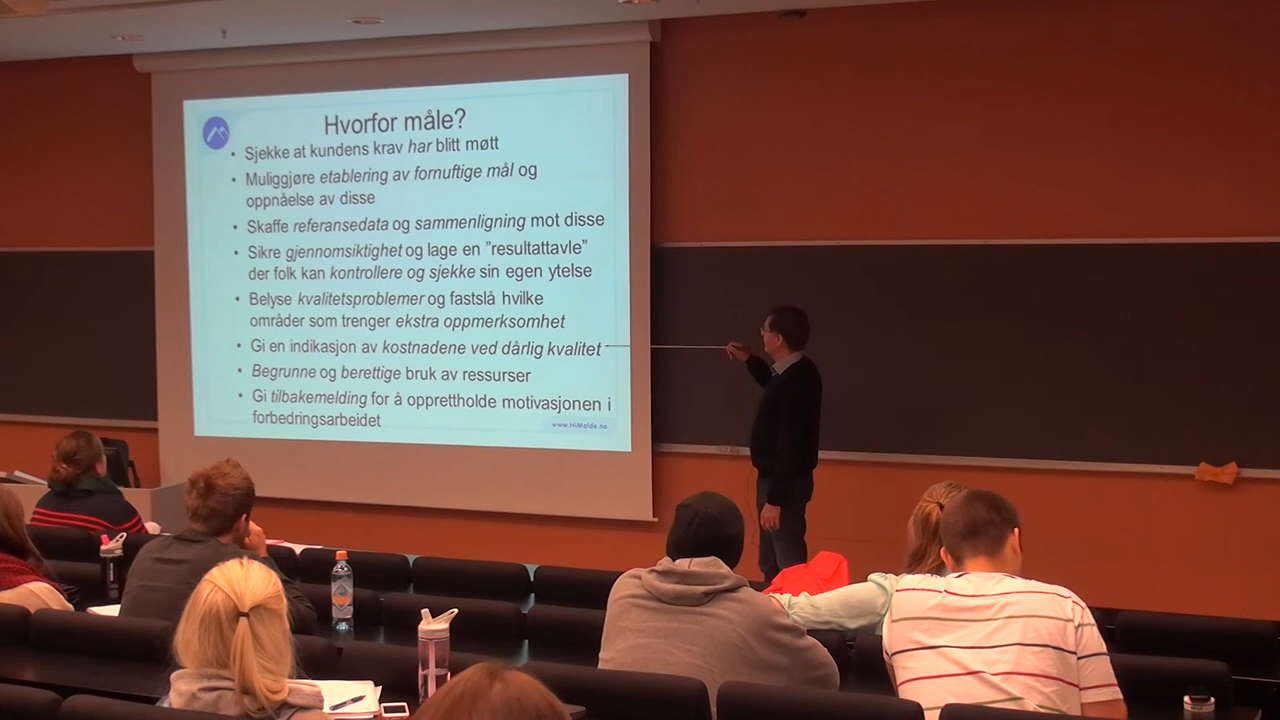 Hvorfor måle?
• Sjekke at kundens krav har blitt møtt
• Muliggjøre etablering av fornuftige mål og
oppnåelse av disse
• Skaffe referansedata og sammenligning mot disse
• Sikre gjennomsiktighet og lage en ”resultattavle”
der folk kan kontrollere og sjekke sin egen ytelse
• Belyse kvalitetsproblemer og fastslå hvilke
områder som trenger ekstra oppmerksomhet
• Gi en indikasjon av kostnadene ved dårlig kvalitet
• Begrunne og berettige bruk av ressurser
• Gi tilbakemelding for å opprettholde motivasjonen i
forbedringsarbeidet
www.HiMolde.no